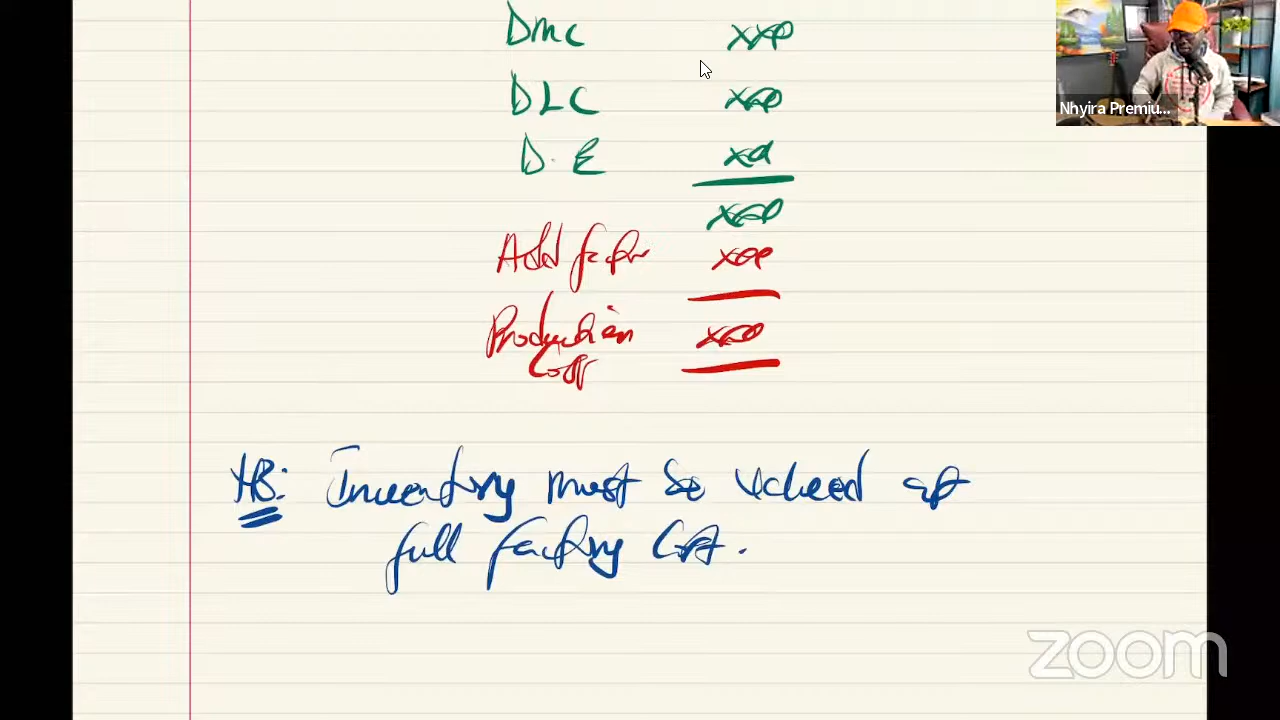 Dmc xxx
Nhyira Premiu...
DLC xxx
D.E xx
xxx
Add factor xxx
Production xxx
Cost
NB: Inventory must be valued at
full factory Cost.
zoom